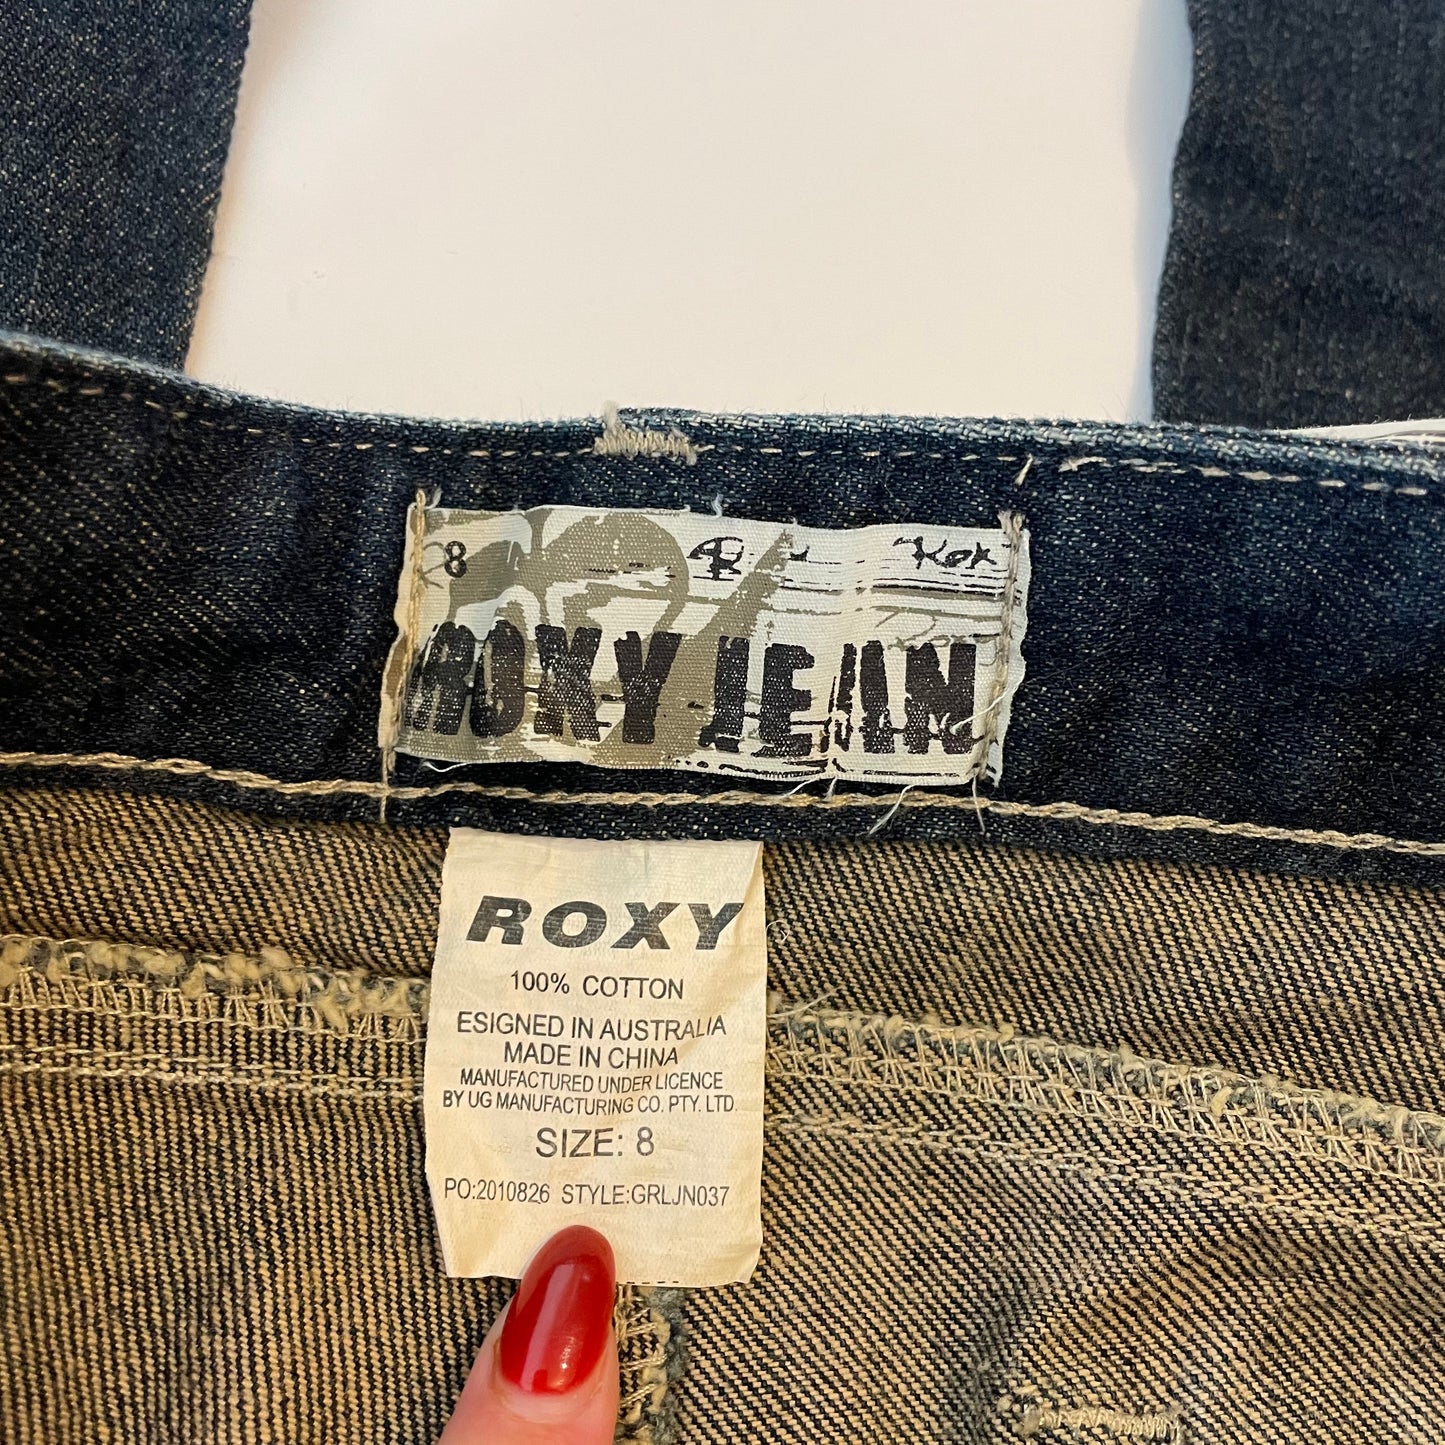 8
ROXY JEAN
ROXY
100% COTTON
ESIGNED IN AUSTRALIA
MADE IN CHINA
MANUFACTURED UNDER LICENCE
BY UG MANUFACTURING CO. PTY. LTD.
SIZE: 8
PO:2010826 STYLE:GRLJN037